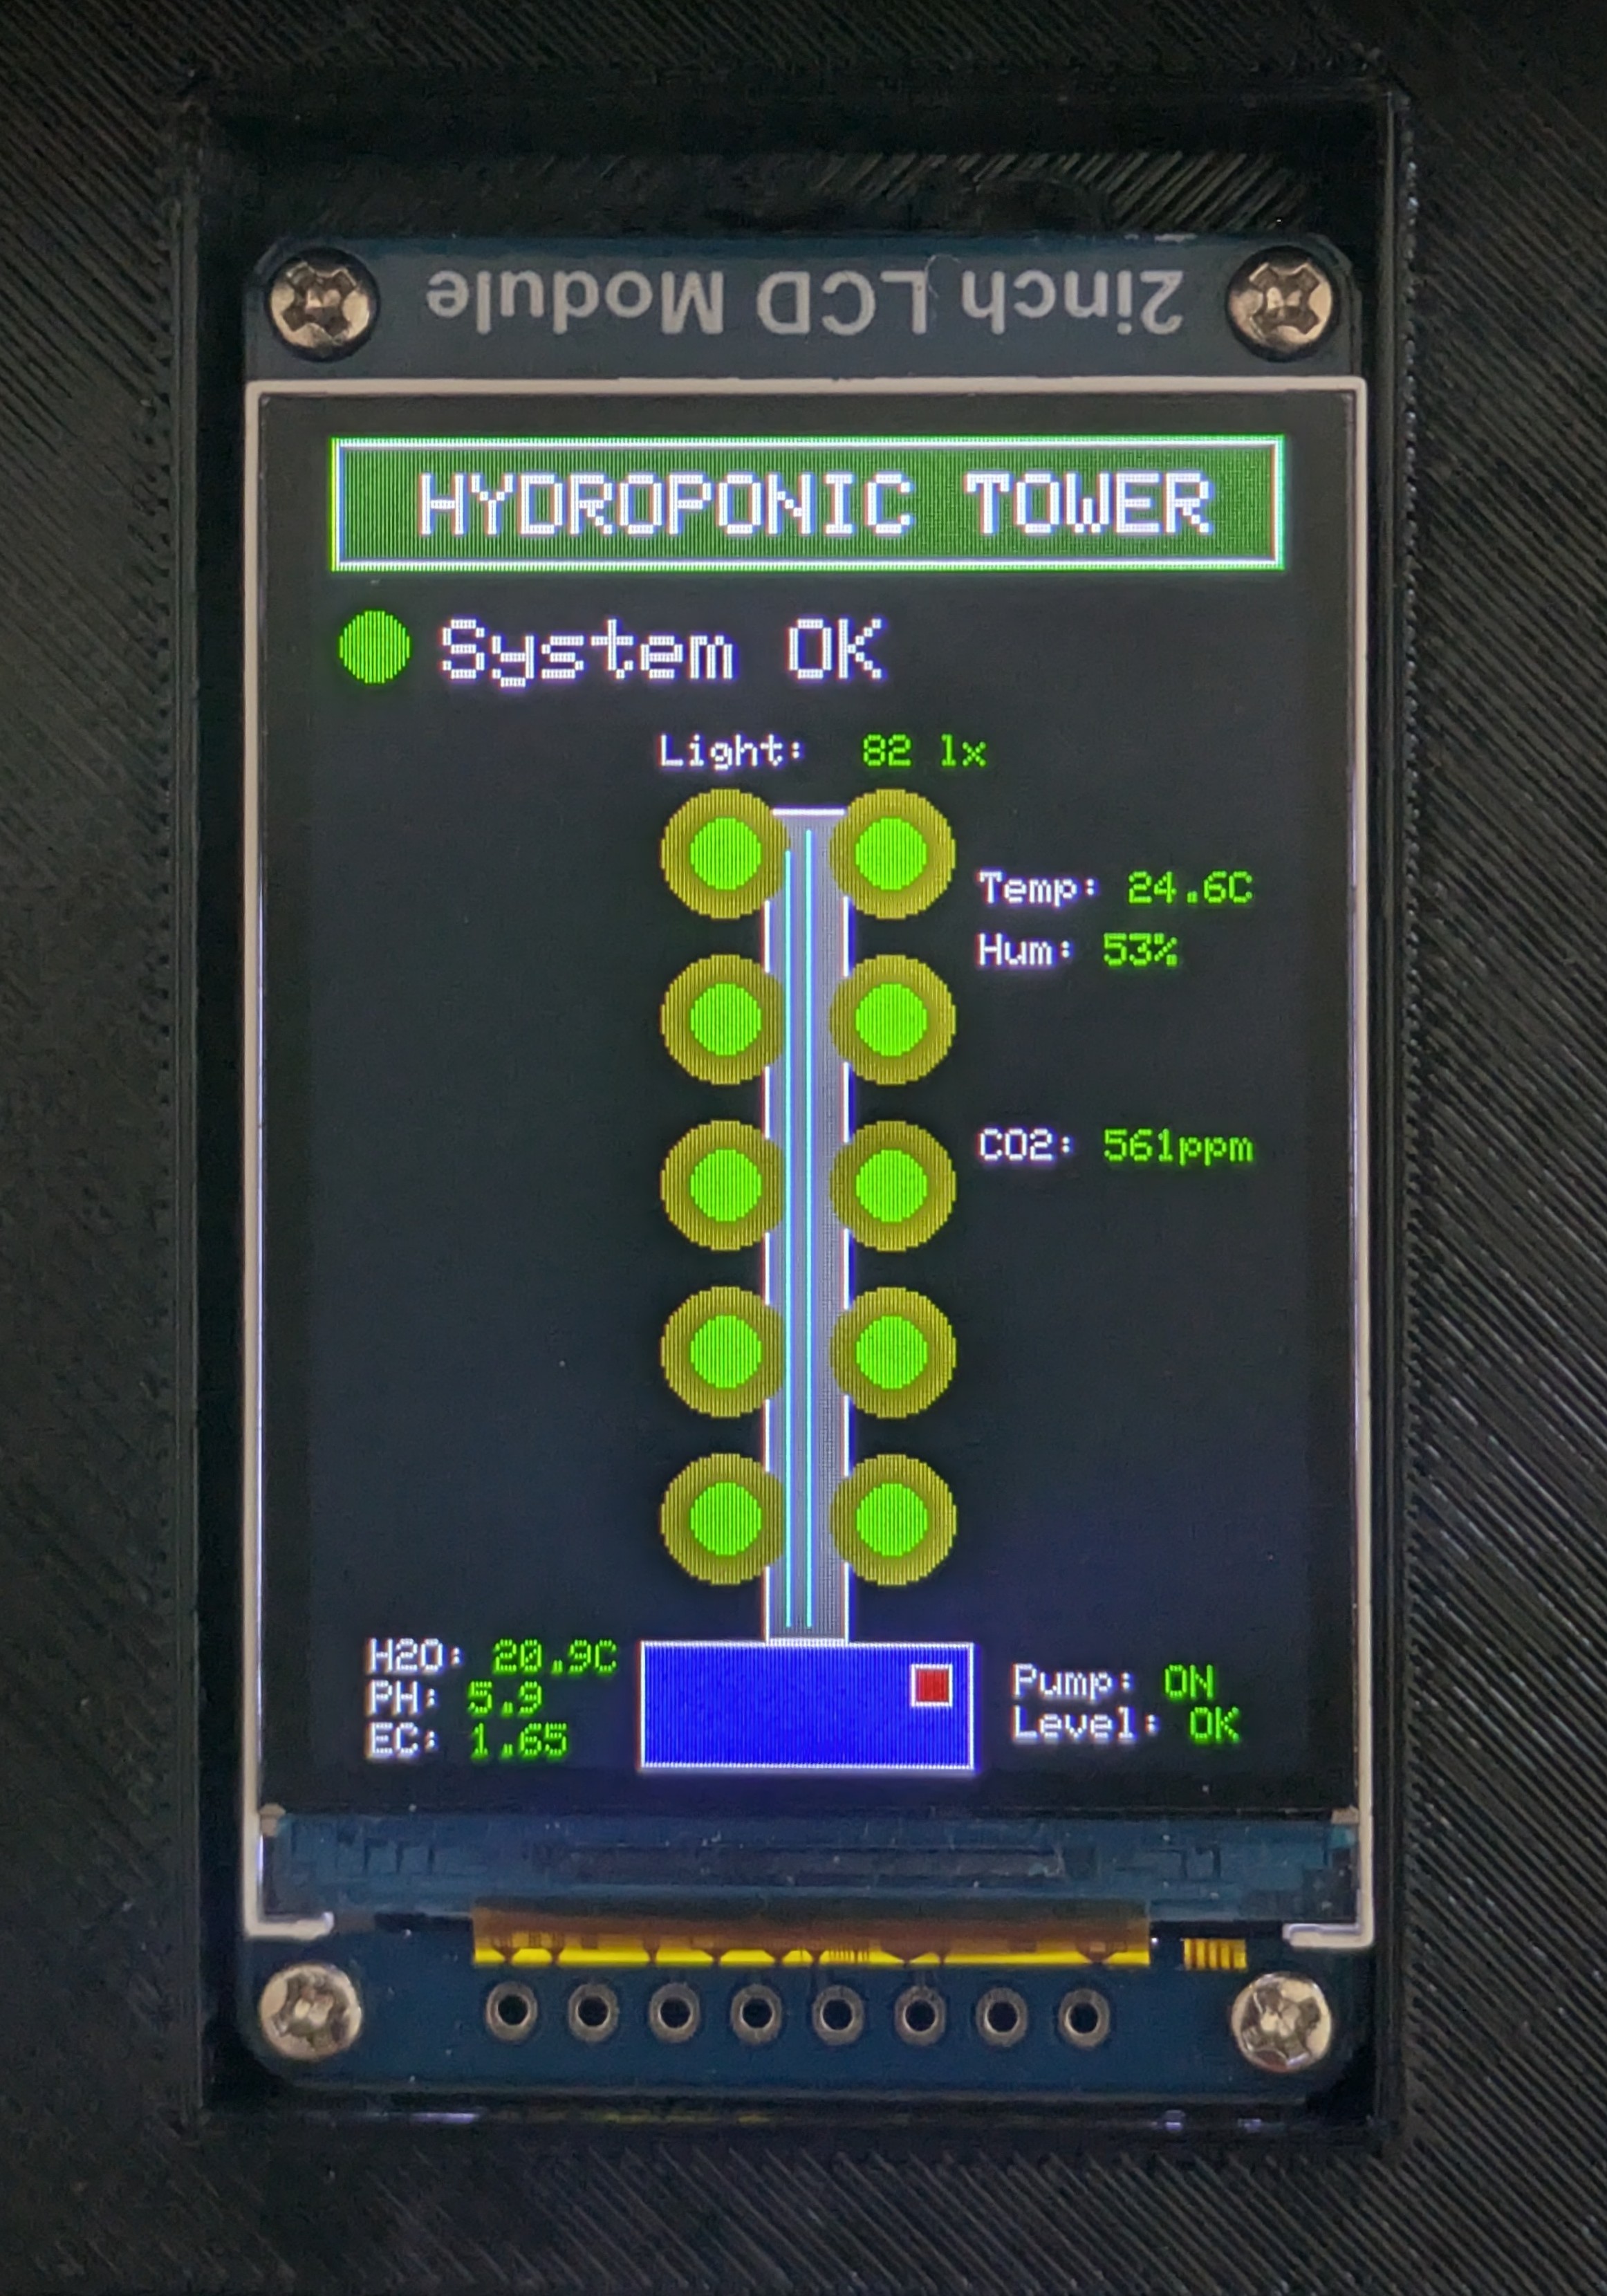 2inch LCD Module
HYDROPONIC TOWER
System OK
Light: 82 lx
Temp: 24.6C
Hum: 53%
CO2: 561ppm
H2O: 20.9C
PH: 5.9
EC: 1.65
Pump: ON
Level: OK